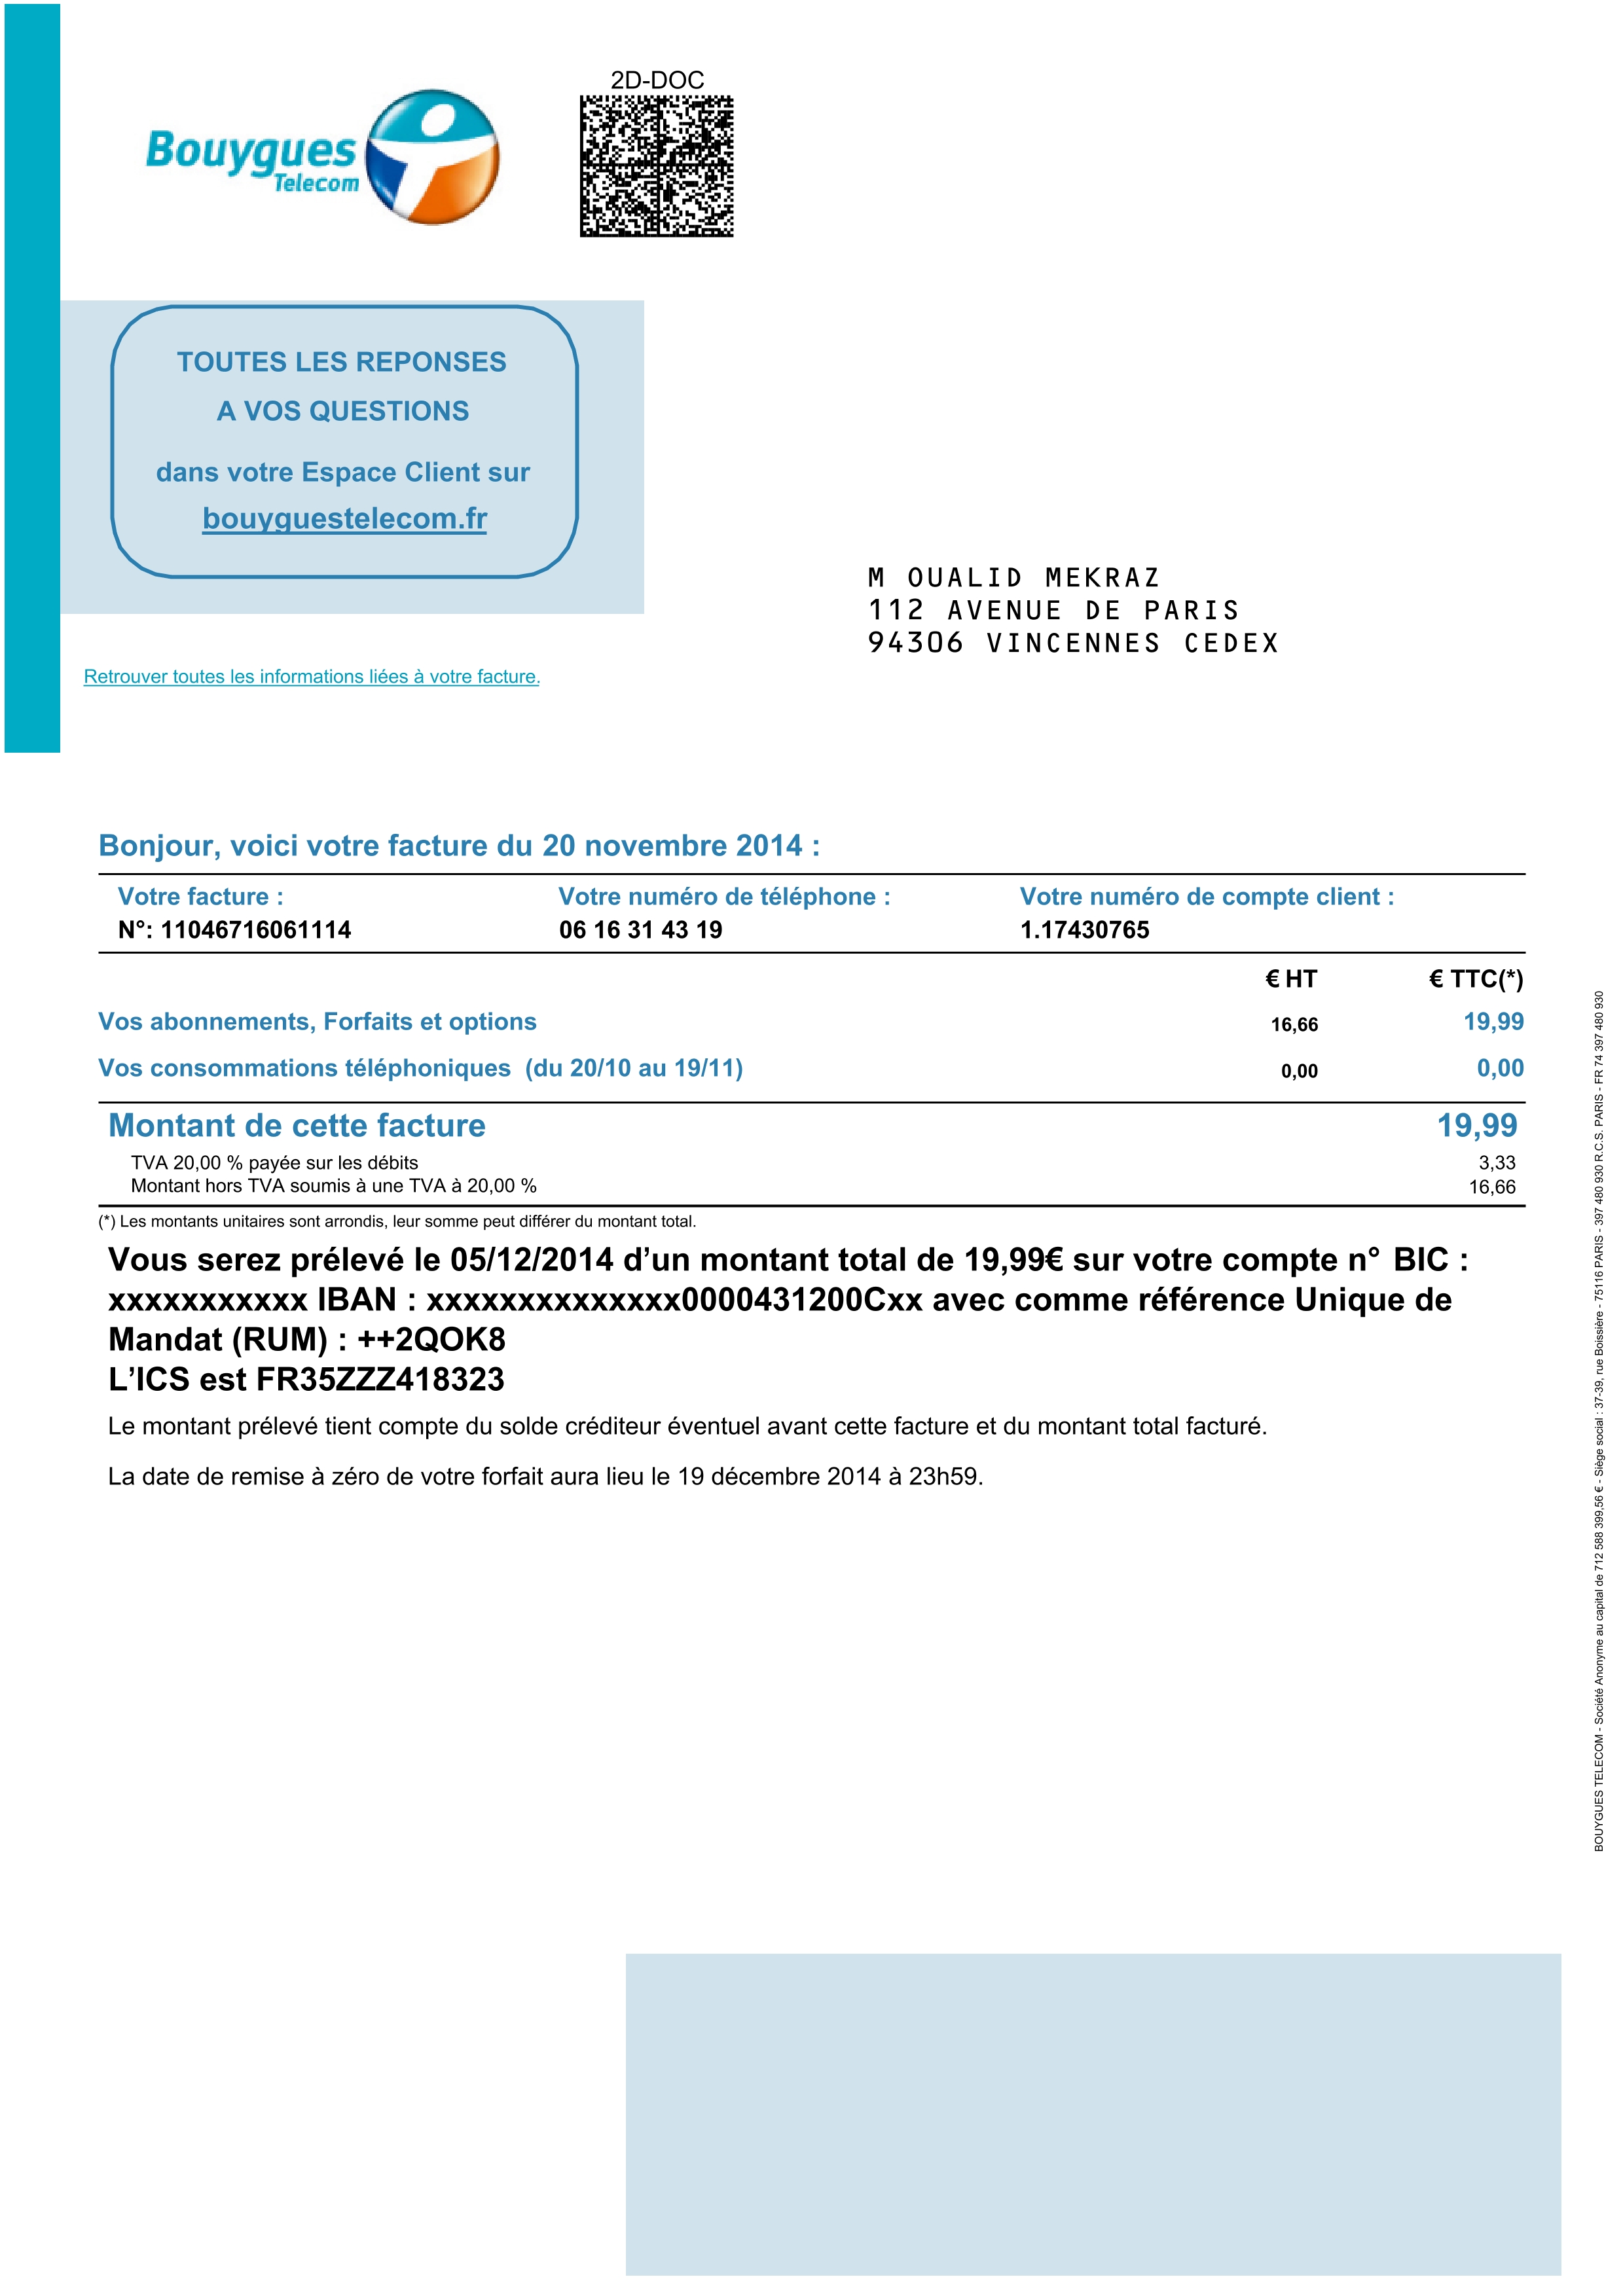 2D-DOC
Bouygues
Telecom
TOUTES LES REPONSES
A VOS QUESTIONS
dans votre Espace Client sur
bouyguestelecom.fr
M OUALID MEKRAZ
112 AVENUE DE PARIS
94306 VINCENNES CEDEX
Retrouver toutes les informations liées à votre facture.
Bonjour, voici votre facture du 20 novembre 2014 :
Votre facture : Votre numéro de téléphone : Votre numéro de compte client :
N°: 11046716061114 06 16 31 43 19 1.17430765
€ HT € TTC(*)
Vos abonnements, Forfaits et options 16,66 19,99
Vos consommations téléphoniques (du 20/10 au 19/11) 0,00 0,00
Montant de cette facture 19,99
TVA 20,00 % payée sur les débits 3,33
Montant hors TVA soumis à une TVA à 20,00 % 16,66
(*) Les montants unitaires sont arrondis, leur somme peut différer du montant total.
Vous serez prélevé le 05/12/2014 d’un montant total de 19,99€ sur votre compte n° BIC :
xxxxxxxxxxx IBAN : xxxxxxxxxxxxxx0000431200Cxx avec comme référence Unique de
Mandat (RUM) : ++2QOK8
L’ICS est FR35ZZZ418323
Le montant prélevé tient compte du solde créditeur éventuel avant cette facture et du montant total facturé.
La date de remise à zéro de votre forfait aura lieu le 19 décembre 2014 à 23h59.
BOUYGUES TELECOM - Société Anonyme au capital de 712 588 399,56 € - Siège social : 37-39, rue Boissière - 75116 PARIS - 397 480 930 R.C.S. PARIS - FR 74 397 480 930